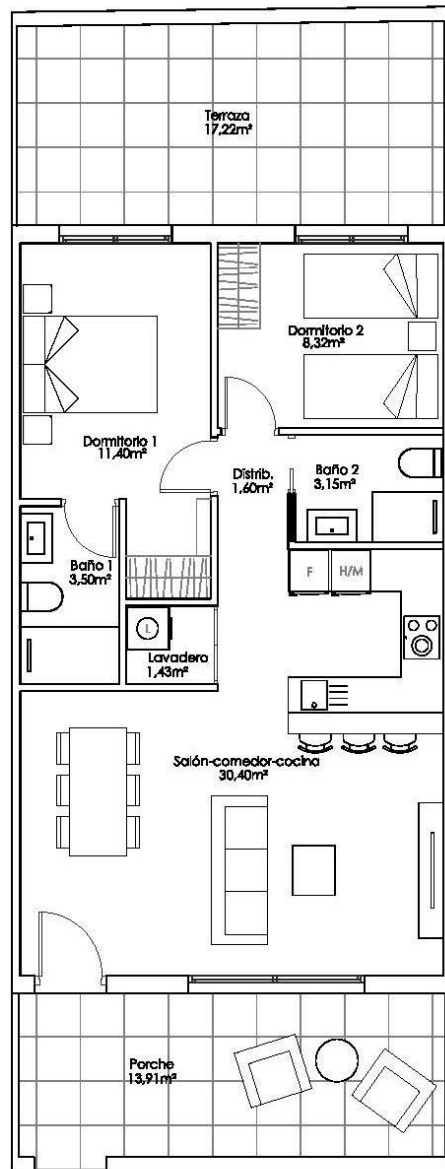 Terraza
17,22m²
Dormitorio 2
8,32m²
Dormitorio 1
11,40m²
Distrib.
1,60m²
Baño 2
3,15m²
Baño 1
3,50m²
F
H/M
L
Lavadero
1,43m²
Salón-comedor-cocina
30,40m²
Porche
13,91m²